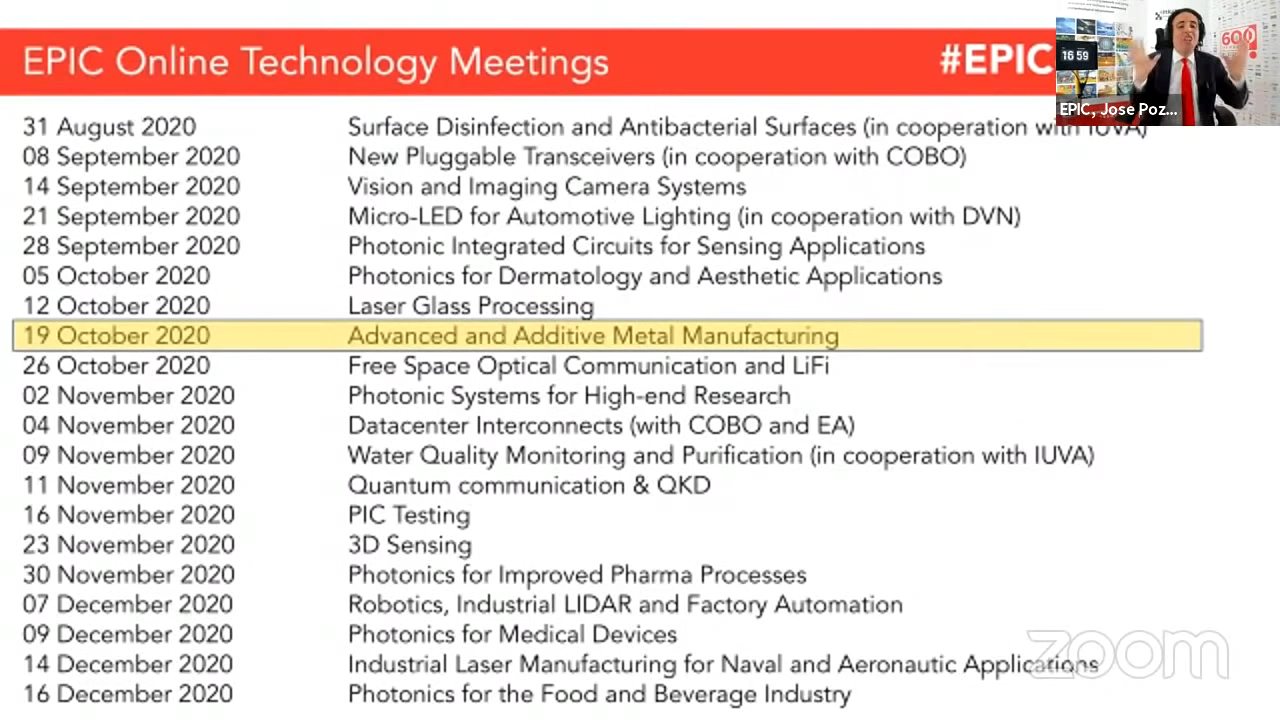 EPIC Online Technology Meetings
#EPIC
16 59
600
EPIC, Jose Poz...
31 August 2020 Surface Disinfection and Antibacterial Surfaces (in cooperation with IUVA)
08 September 2020 New Pluggable Transceivers (in cooperation with COBO)
14 September 2020 Vision and Imaging Camera Systems
21 September 2020 Micro-LED for Automotive Lighting (in cooperation with DVN)
28 September 2020 Photonic Integrated Circuits for Sensing Applications
05 October 2020 Photonics for Dermatology and Aesthetic Applications
12 October 2020 Laser Glass Processing
19 October 2020 Advanced and Additive Metal Manufacturing
26 October 2020 Free Space Optical Communication and LiFi
02 November 2020 Photonic Systems for High-end Research
04 November 2020 Datacenter Interconnects (with COBO and EA)
09 November 2020 Water Quality Monitoring and Purification (in cooperation with IUVA)
11 November 2020 Quantum communication & QKD
16 November 2020 PIC Testing
23 November 2020 3D Sensing
30 November 2020 Photonics for Improved Pharma Processes
07 December 2020 Robotics, Industrial LIDAR and Factory Automation
09 December 2020 Photonics for Medical Devices
14 December 2020 Industrial Laser Manufacturing for Naval and Aeronautic Applications
16 December 2020 Photonics for the Food and Beverage Industry
zoom